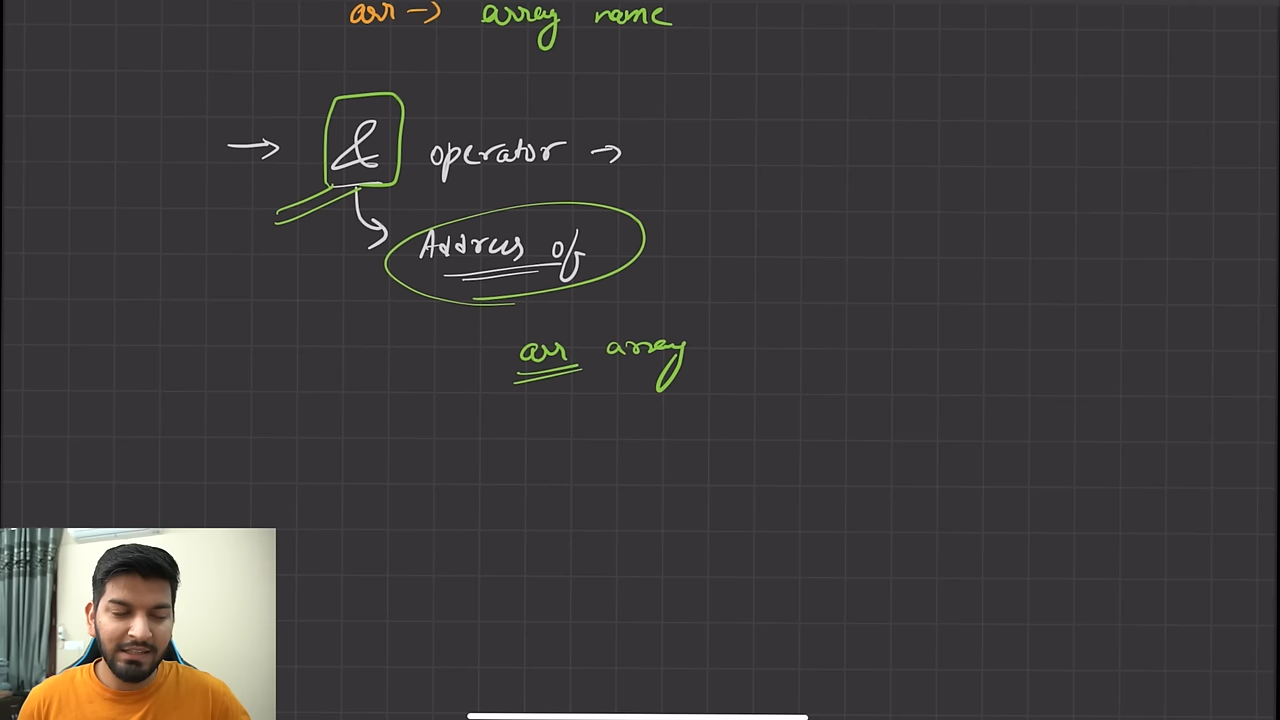 arr → array name
→ & operator →
Address of
arr array